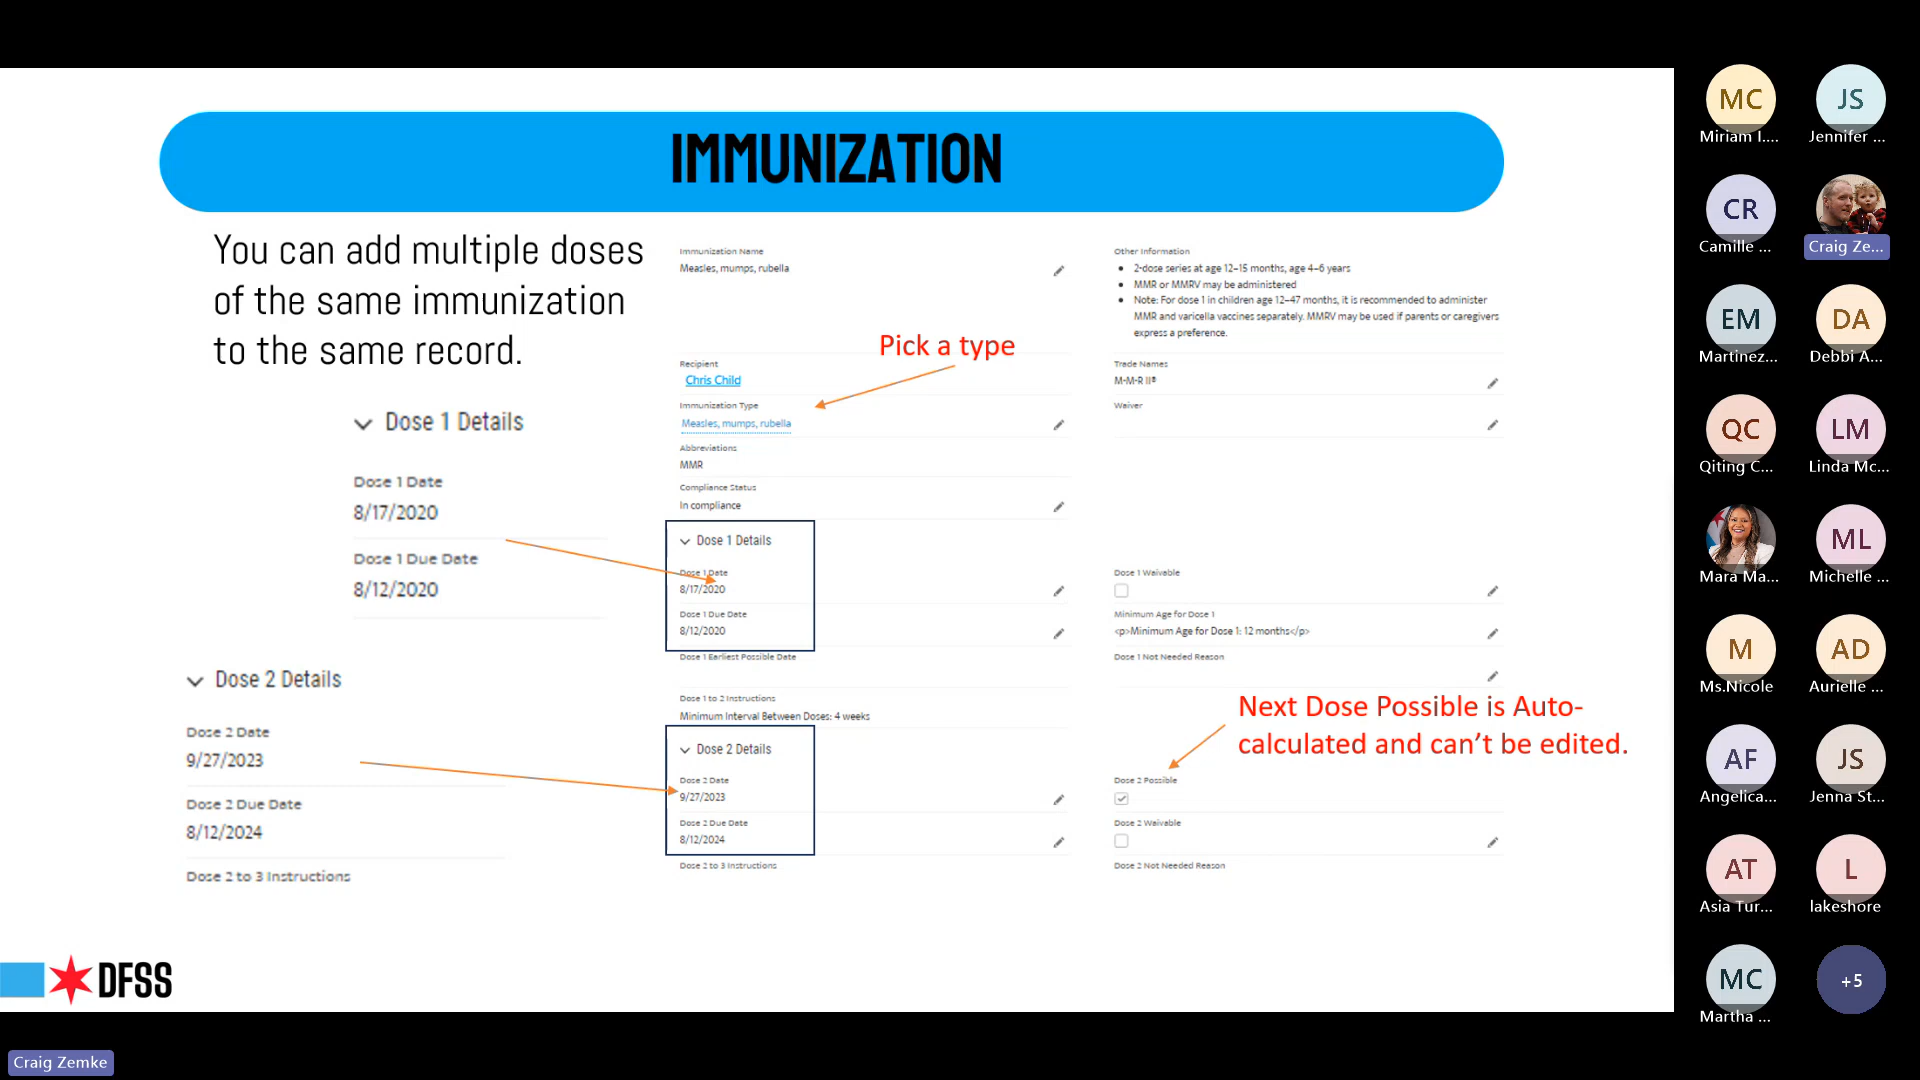 IMMUNIZATION
You can add multiple doses
of the same immunization
to the same record.
Dose 1 Details
Dose 1 Date
8/17/2020
Dose 1 Due Date
8/12/2020
Dose 2 Details
Dose 2 Date
9/27/2023
Dose 2 Due Date
8/12/2024
Dose 2 to 3 Instructions
Immunization Name
Measles, mumps, rubella
Pick a type
Recipient
Chris Child
Immunization Type
Measles, mumps, rubella
Abbreviations
MMR
Compliance Status
In compliance
Dose 1 Details
Dose 1 Date
8/17/2020
Dose 1 Due Date
8/12/2020
Dose 1 Earliest Possible Date
Dose 1 to 2 Instructions
Minimum Interval Between Doses: 4 weeks
Dose 2 Details
Dose 2 Date
9/27/2023
Dose 2 Due Date
8/12/2024
Dose 2 to 3 Instructions
Other Information
• 2-dose series at age 12–15 months, age 4–6 years
• MMR or MMRV may be administered
• Note: For dose 1 in children age 12–47 months, it is recommended to administer
MMR and varicella vaccines separately. MMRV may be used if parents or caregivers
express a preference.
Trade Names
M-M-R II®
Waiver
Dose 1 Waivable
Minimum Age for Dose 1
<p>Minimum Age for Dose 1: 12 months</p>
Dose 1 Not Needed Reason
Next Dose Possible is Auto-
calculated and can’t be edited.
Dose 2 Possible
Dose 2 Waivable
Dose 2 Not Needed Reason
DFSS
Craig Zemke
MC
Miriam I....
JS
Jennifer ...
CR
Camille ...
Craig Ze...
EM
Martinez...
DA
Debbi A...
QC
Qiting C...
LM
Linda Mc...
Mara Ma...
ML
Michelle ...
M
Ms.Nicole
AD
Aurielle ...
AF
Angelica...
JS
Jenna St...
AT
Asia Tur...
L
lakeshore
MC
Martha ...
+5